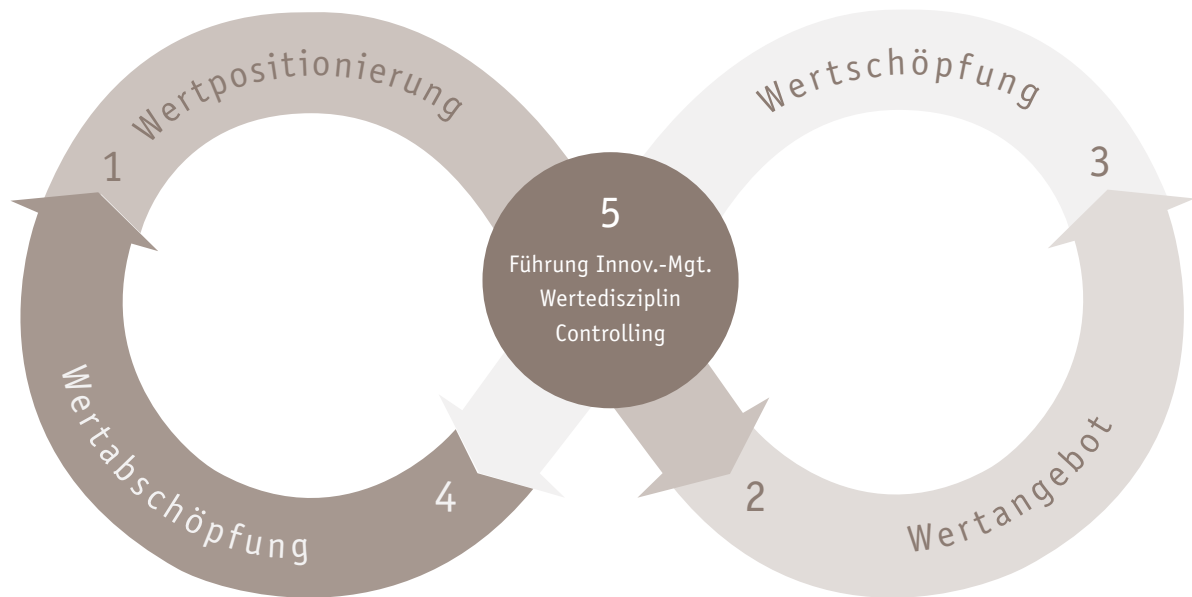 1
Wertpositionierung
2
Wertangebot
3
Wertschöpfung
4
Wertabschöpfung
5
Führung Innov.-Mgt.
Wertedisziplin
Controlling